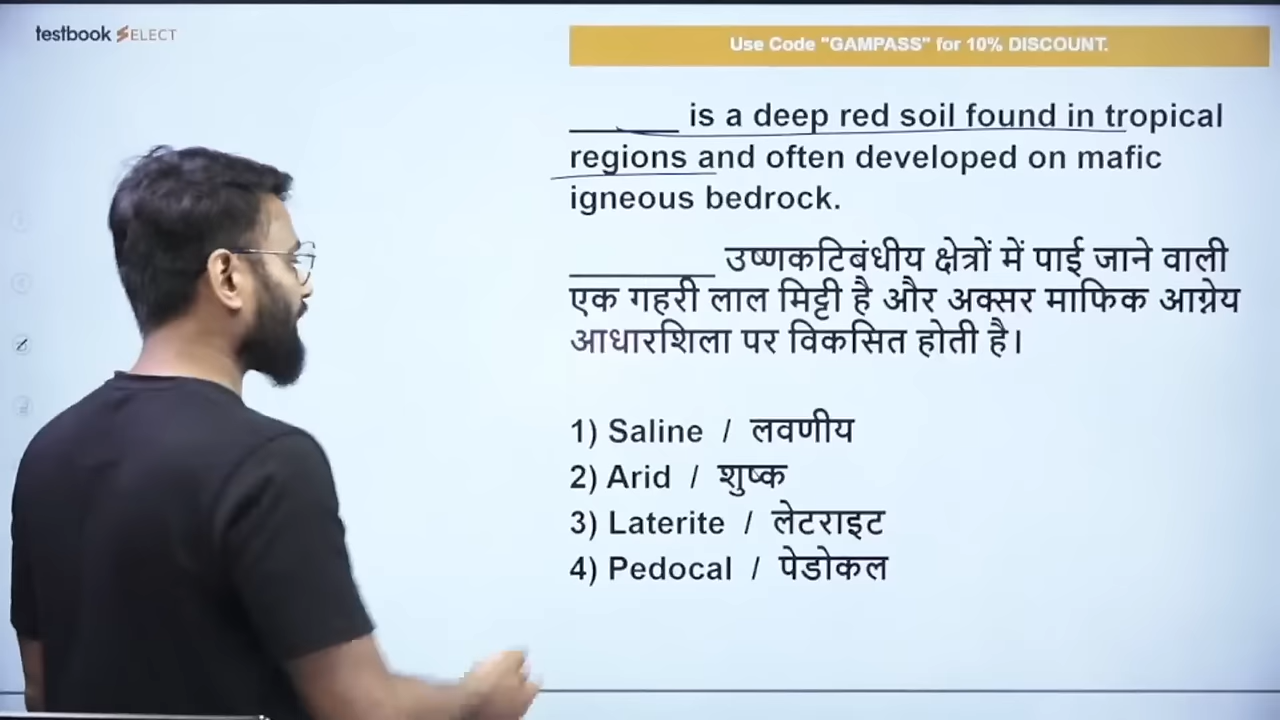 testbook SELECT
Use Code "GAMPASS" for 10% DISCOUNT.
______ is a deep red soil found in tropical
regions and often developed on mafic
igneous bedrock.
________ उष्णकटिबंधीय क्षेत्रों में पाई जाने वाली
एक गहरी लाल मिट्टी है और अक्सर माफिक आग्नेय
आधारशिला पर विकसित होती है।
1) Saline / लवणीय
2) Arid / शुष्क
3) Laterite / लेटराइट
4) Pedocal / पेडोकल